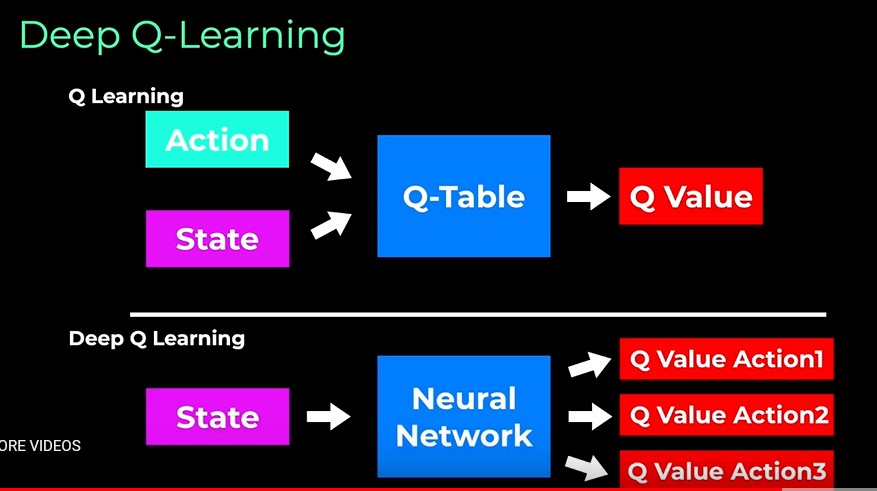 Deep Q-Learning
Q Learning
Action
State
Q-Table
Q Value
Deep Q Learning
State
Neural
Network
Q Value Action1
Q Value Action2
Q Value Action3
ORE VIDEOS